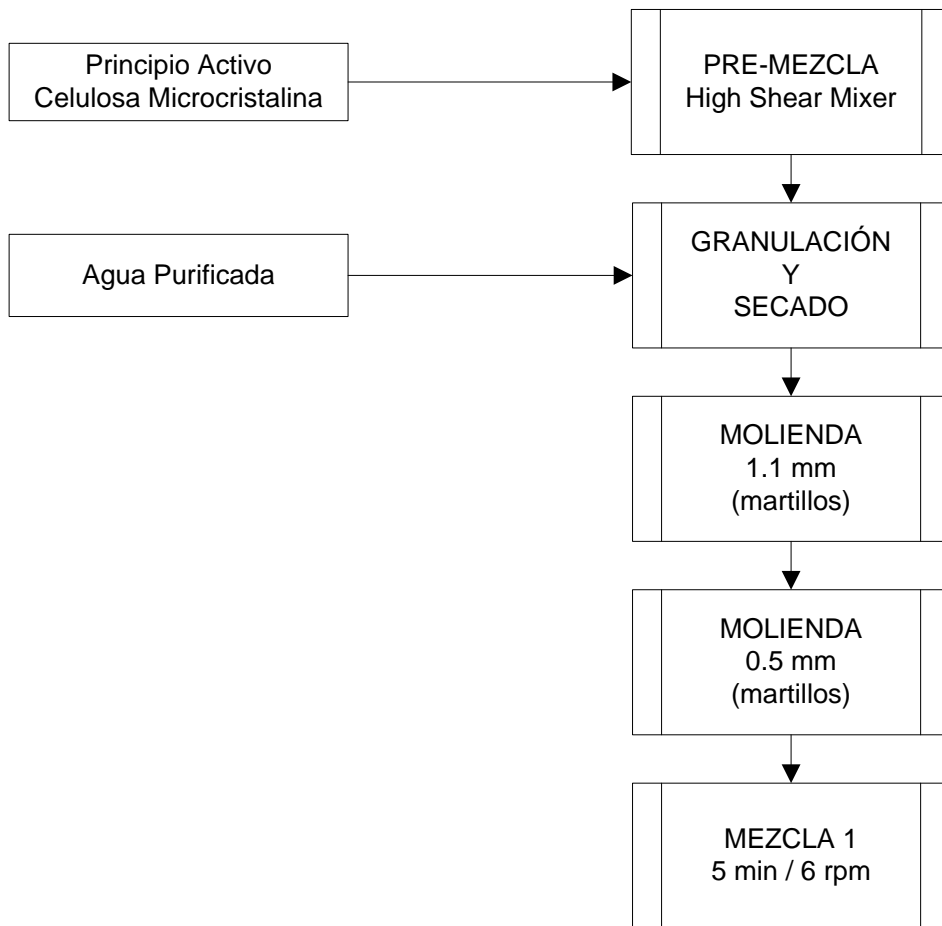 Principio Activo
Celulosa Microcristalina
PRE-MEZCLA
High Shear Mixer
Agua Purificada
GRANULACIÓN
Y
SECADO
MOLIENDA
1.1 mm
(martillos)
MOLIENDA
0.5 mm
(martillos)
MEZCLA 1
5 min / 6 rpm